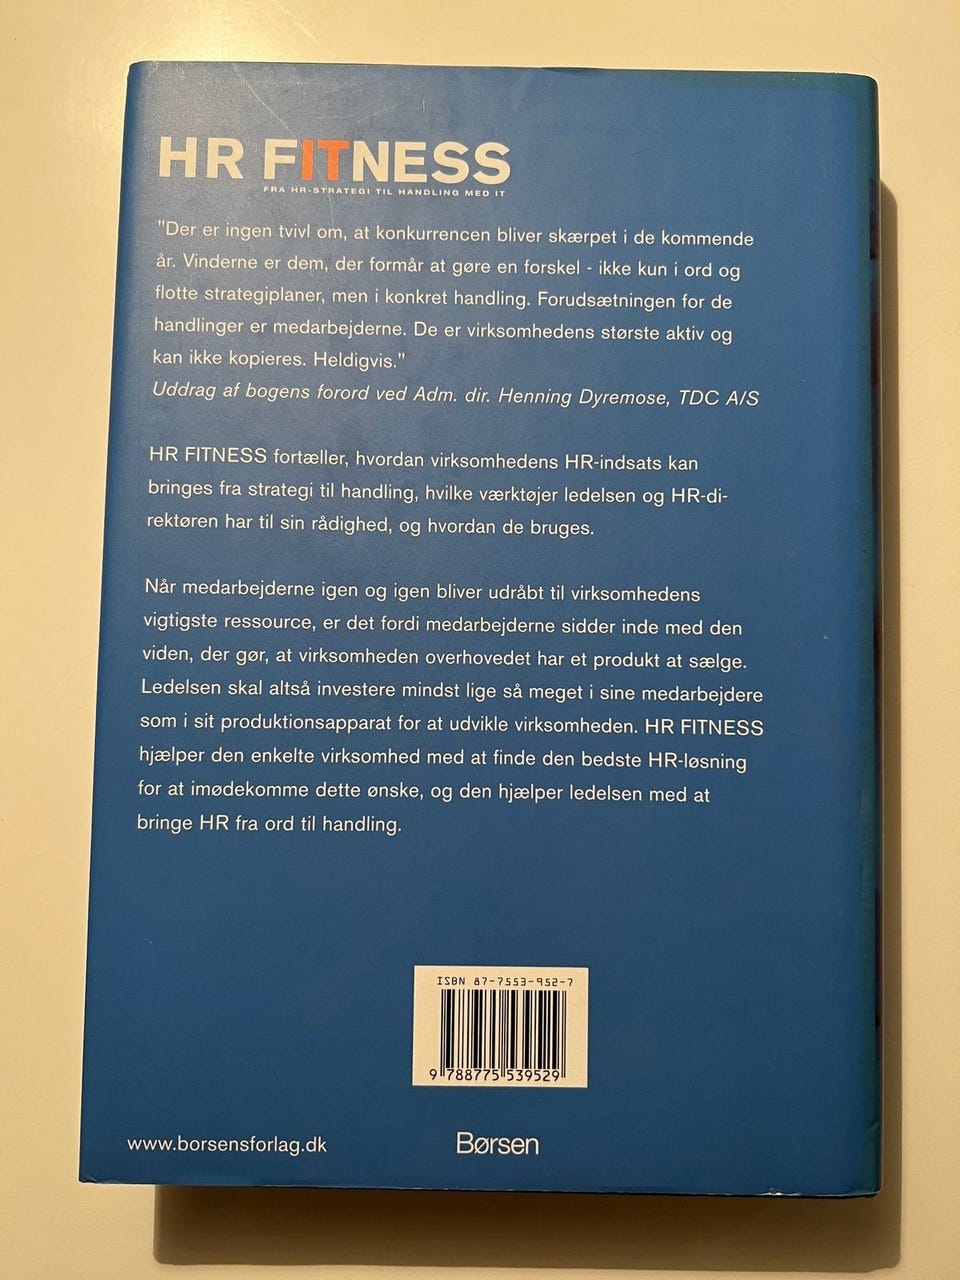 HR FITNESS
FRA HR-STRATEGI TIL HANDLING MED IT
"Der er ingen tvivl om, at konkurrencen bliver skærpet i de kommende
år. Vinderne er dem, der formår at gøre en forskel - ikke kun i ord og
flotte strategiplaner, men i konkret handling. Forudsætningen for de
handlinger er medarbejderne. De er virksomhedens største aktiv og
kan ikke kopieres. Heldigvis."
Uddrag af bogens forord ved Adm. dir. Henning Dyremose, TDC A/S
HR FITNESS fortæller, hvordan virksomhedens HR-indsats kan
bringes fra strategi til handling, hvilke værktøjer ledelsen og HR-di-
rektøren har til sin rådighed, og hvordan de bruges.
Når medarbejderne igen og igen bliver udråbt til virksomhedens
vigtigste ressource, er det fordi medarbejderne sidder inde med den
viden, der gør, at virksomheden overhovedet har et produkt at sælge.
Ledelsen skal altså investere mindst lige så meget i sine medarbejdere
som i sit produktionsapparat for at udvikle virksomheden. HR FITNESS
hjælper den enkelte virksomhed med at finde den bedste HR-løsning
for at imødekomme dette ønske, og den hjælper ledelsen med at
bringe HR fra ord til handling.
ISBN 87-7553-952-7
9 788775 539529
www.borsensforlag.dk
Børsen